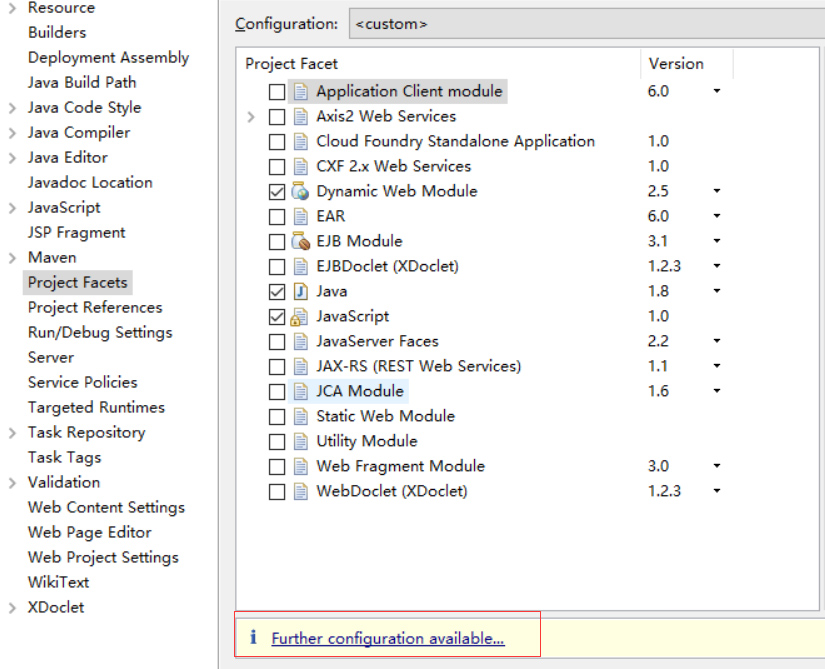 Resource
Builders
Deployment Assembly
Java Build Path
Java Code Style
Java Compiler
Java Editor
Javadoc Location
JavaScript
JSP Fragment
Maven
Project Facets
Project References
Run/Debug Settings
Server
Service Policies
Targeted Runtimes
Task Repository
Task Tags
Validation
Web Content Settings
Web Page Editor
Web Project Settings
WikiText
XDoclet
Configuration: <custom>
Project Facet Version
Application Client module 6.0
Axis2 Web Services
Cloud Foundry Standalone Application 1.0
CXF 2.x Web Services 1.0
Dynamic Web Module 2.5
EAR 6.0
EJB Module 3.1
EJBDoclet (XDoclet) 1.2.3
Java 1.8
JavaScript 1.0
JavaServer Faces 2.2
JAX-RS (REST Web Services) 1.1
JCA Module 1.6
Static Web Module
Utility Module
Web Fragment Module 3.0
WebDoclet (XDoclet) 1.2.3
Further configuration available...